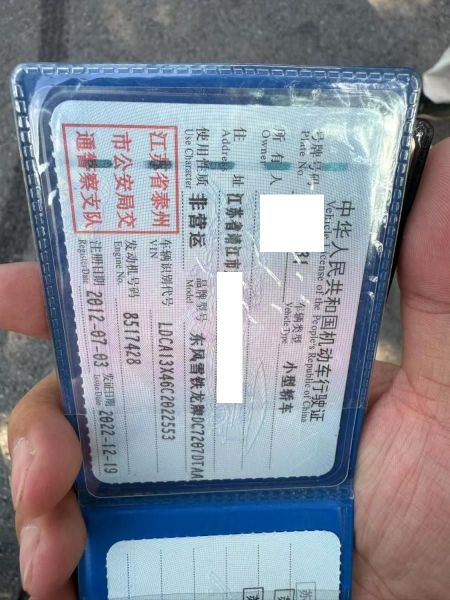 中华人民共和国机动车行驶证
Vehicle License of the People's Republic of China
号牌号码 车辆类型 小型轿车
Plate No. Vehicle Type
所有人
Owner
住址 江苏省靖江市
Address
使用性质 非营运 品牌型号 东风雪铁龙牌DC7207DTAA
Use Character Model
江苏省泰州
市公安局交
通警察支队
车辆识别代号 LDCA13X46C2022553
VIN
发动机号码 8517428
Engine No.
注册日期 2012-07-03 发证日期 2022-12-19
Register Date Issue Date
苏